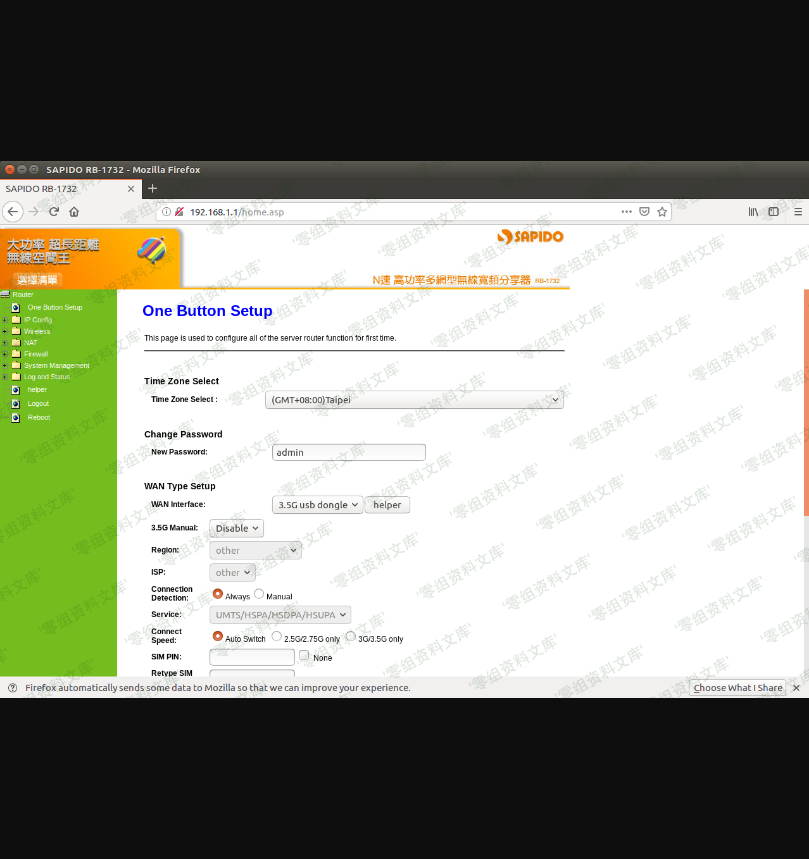 SAPIDO RB-1732 - Mozilla Firefox
SAPIDO RB-1732
192.168.1.1/home.asp
大功率 超長距離
無線空間王
選擇清單
SAPIDO
N速 高功率多網型無線寬頻分享器 RB-1732
Router
One Button Setup
IP Config
Wireless
NAT
Firewall
System Management
Log and Status
helper
Logout
Reboot
One Button Setup
This page is used to configure all of the server router function for first time.
Time Zone Select
Time Zone Select : (GMT+08:00)Taipei
Change Password
New Password: admin
WAN Type Setup
WAN Interface: 3.5G usb dongle helper
3.5G Manual: Disable
Region: other
ISP: other
Connection Detection: Always Manual
Service: UMTS/HSPA/HSDPA/HSUPA
Connect Speed: Auto Switch 2.5G/2.75G only 3G/3.5G only
SIM PIN: None
Retype SIM
Firefox automatically sends some data to Mozilla so that we can improve your experience. Choose What I Share
零组资料文库